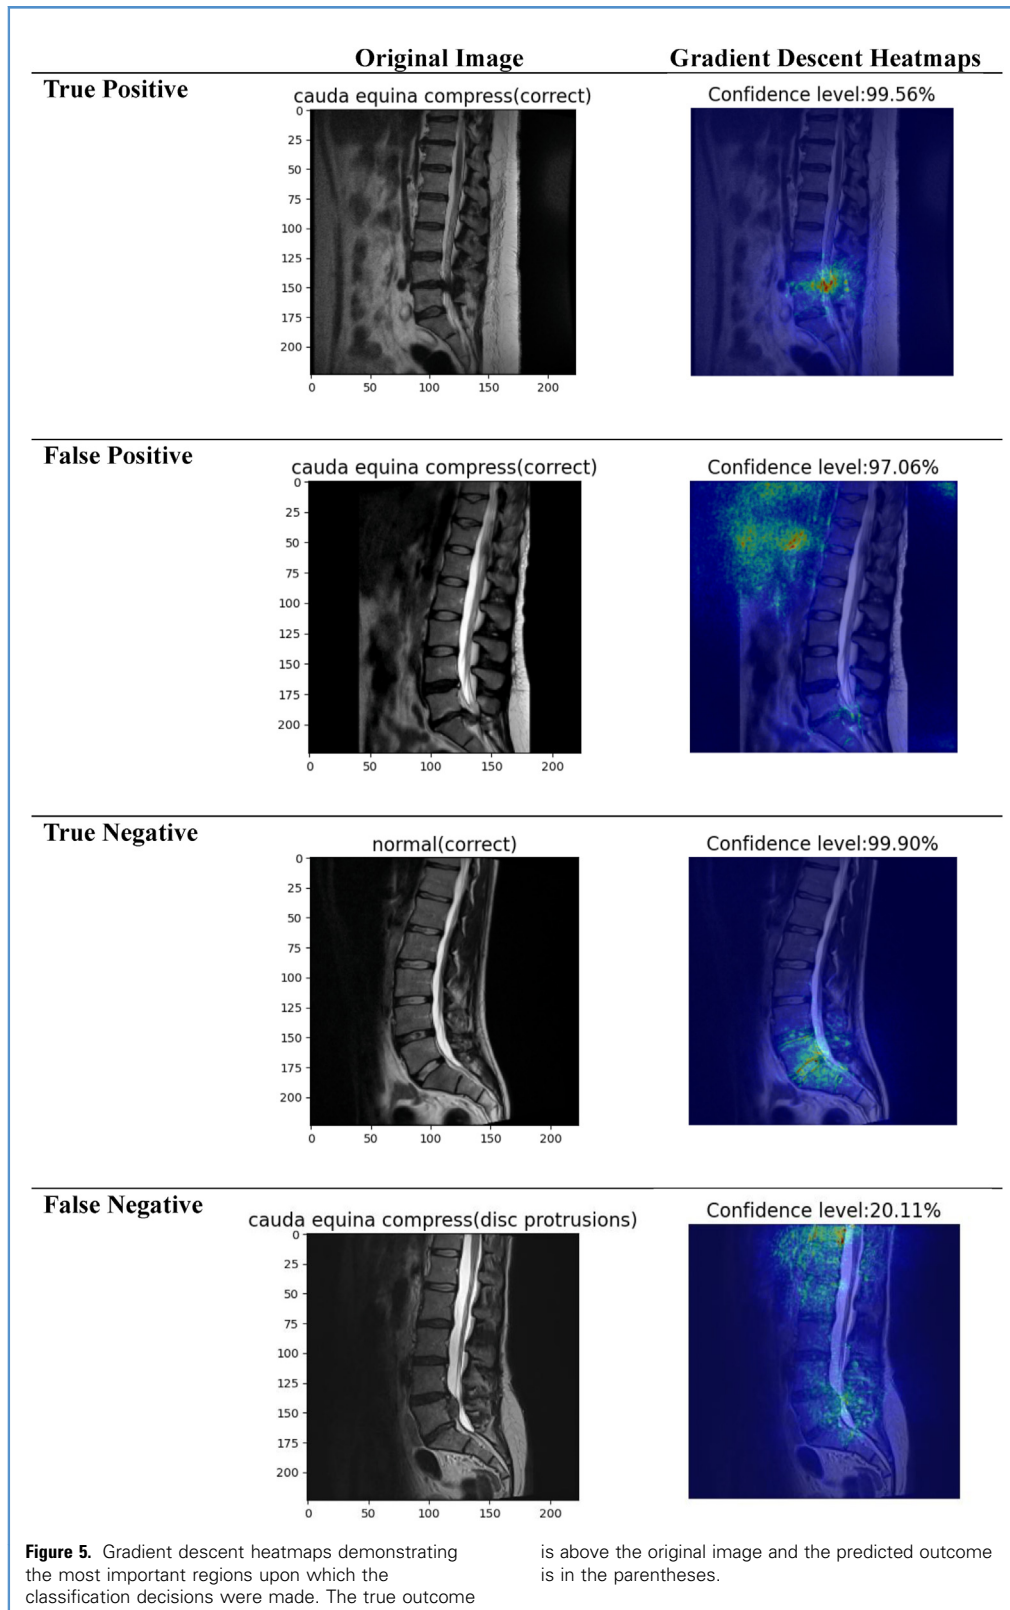 Original Image
Gradient Descent Heatmaps
True Positive
cauda equina compress(correct)
Confidence level:99.56%
0
25
50
75
100
125
150
175
200
0 50 100 150 200
False Positive
cauda equina compress(correct)
Confidence level:97.06%
0
25
50
75
100
125
150
175
200
0 50 100 150 200
True Negative
normal(correct)
Confidence level:99.90%
0
25
50
75
100
125
150
175
200
0 50 100 150 200
False Negative
cauda equina compress(disc protrusions)
Confidence level:20.11%
0
25
50
75
100
125
150
175
200
0 50 100 150 200
Figure 5. Gradient descent heatmaps demonstrating
the most important regions upon which the
classification decisions were made. The true outcome
is above the original image and the predicted outcome
is in the parentheses.